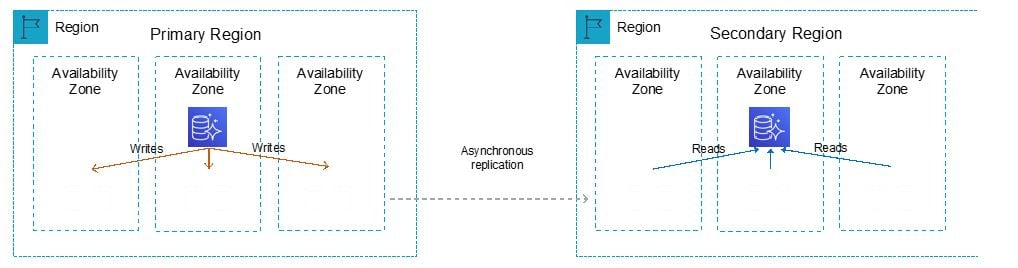 Region
Primary Region
Availability
Zone
Availability
Zone
Availability
Zone
Writes
Writes
Asynchronous
replication
Region
Secondary Region
Availability
Zone
Availability
Zone
Availability
Zone
Reads
Reads